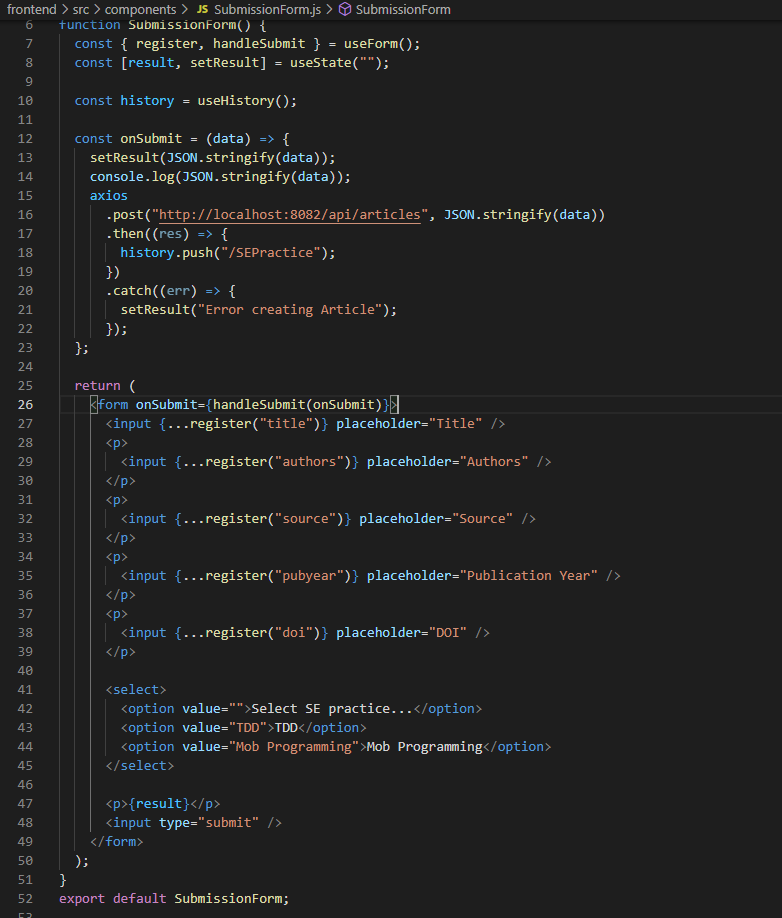 frontend > src > components > JS SubmissionForm.js > SubmissionForm
6 function SubmissionForm() {
7 const { register, handleSubmit } = useForm();
8 const [result, setResult] = useState("");
9
10 const history = useHistory();
11
12 const onSubmit = (data) => {
13 setResult(JSON.stringify(data));
14 console.log(JSON.stringify(data));
15 axios
16 .post("http://localhost:8082/api/articles", JSON.stringify(data))
17 .then((res) => {
18 history.push("/SEPractice");
19 })
20 .catch((err) => {
21 setResult("Error creating Article");
22 });
23 };
24
25 return (
26 <form onSubmit={handleSubmit(onSubmit)}>
27 <input {...register("title")} placeholder="Title" />
28 <p>
29 <input {...register("authors")} placeholder="Authors" />
30 </p>
31 <p>
32 <input {...register("source")} placeholder="Source" />
33 </p>
34 <p>
35 <input {...register("pubyear")} placeholder="Publication Year" />
36 </p>
37 <p>
38 <input {...register("doi")} placeholder="DOI" />
39 </p>
40
41 <select>
42 <option value="">Select SE practice...</option>
43 <option value="TDD">TDD</option>
44 <option value="Mob Programming">Mob Programming</option>
45 </select>
46
47 <p>{result}</p>
48 <input type="submit" />
49 </form>
50 );
51 }
52 export default SubmissionForm;
53